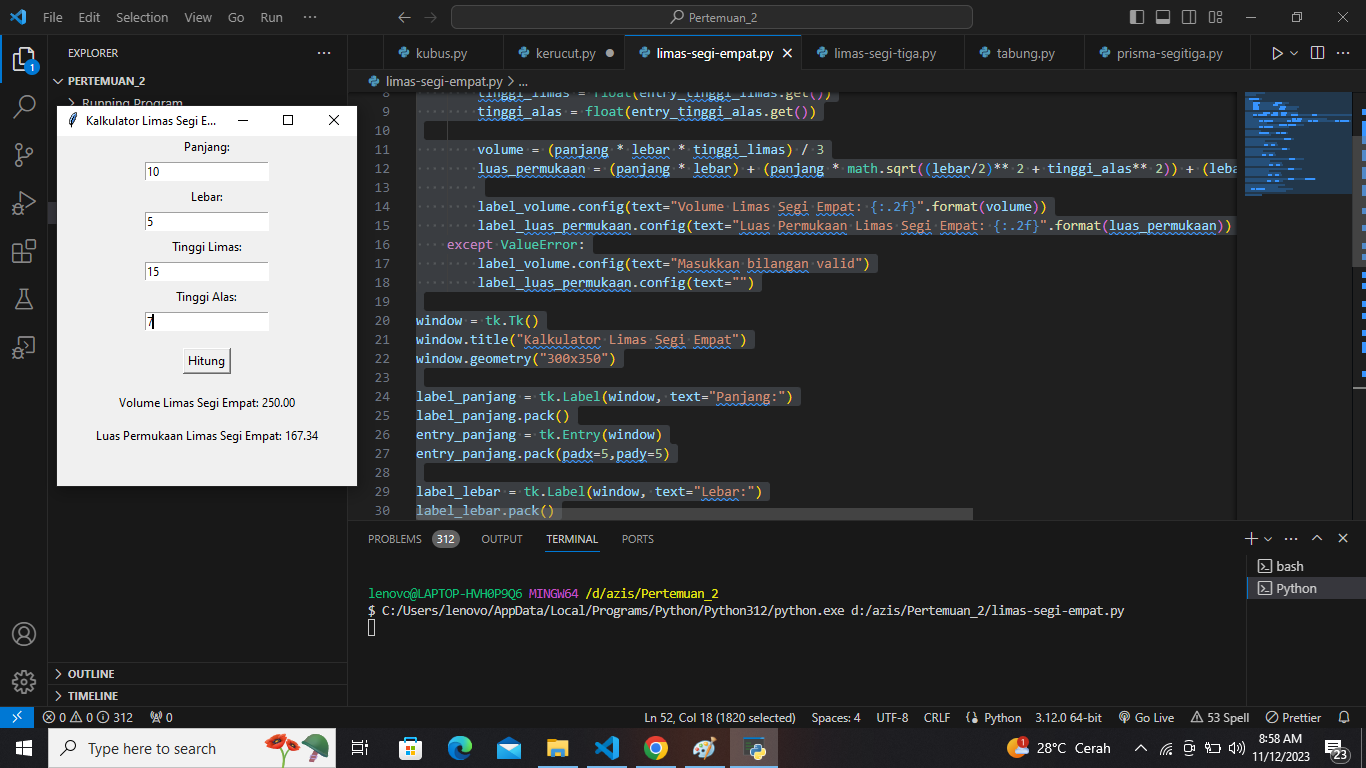 File Edit Selection View Go Run ···
Pertemuan_2
EXPLORER
PERTEMUAN_2
Running Program
kubus.py
kerucut.py
limas-segi-empat.py
limas-segi-tiga.py
tabung.py
prisma-segitiga.py
limas-segi-empat.py > ...
8 tinggi_limas = float(entry_tinggi_limas.get())
9 tinggi_alas = float(entry_tinggi_alas.get())
10
11 volume = (panjang * lebar * tinggi_limas) / 3
12 luas_permukaan = (panjang * lebar) + (panjang * math.sqrt((lebar/2)** 2 + tinggi_alas** 2)) + (leba
13
14 label_volume.config(text="Volume Limas Segi Empat: {:.2f}".format(volume))
15 label_luas_permukaan.config(text="Luas Permukaan Limas Segi Empat: {:.2f}".format(luas_permukaan))
16 except ValueError:
17 label_volume.config(text="Masukkan bilangan valid")
18 label_luas_permukaan.config(text="")
19
20 window = tk.Tk()
21 window.title("Kalkulator Limas Segi Empat")
22 window.geometry("300x350")
23
24 label_panjang = tk.Label(window, text="Panjang:")
25 label_panjang.pack()
26 entry_panjang = tk.Entry(window)
27 entry_panjang.pack(padx=5,pady=5)
28
29 label_lebar = tk.Label(window, text="Lebar:")
30 label_lebar.pack()
Kalkulator Limas Segi E...
Panjang:
10
Lebar:
5
Tinggi Limas:
15
Tinggi Alas:
7
Hitung
Volume Limas Segi Empat: 250.00
Luas Permukaan Limas Segi Empat: 167.34
1
PROBLEMS 312 OUTPUT TERMINAL PORTS
lenovo@LAPTOP-HVH0P9Q6 MINGW64 /d/azis/Pertemuan_2
$ C:/Users/lenovo/AppData/Local/Programs/Python/Python312/python.exe d:/azis/Pertemuan_2/limas-segi-empat.py
bash
Python
OUTLINE
TIMELINE
0 0 312 0
Ln 52, Col 18 (1820 selected) Spaces: 4 UTF-8 CRLF Python 3.12.0 64-bit Go Live 53 Spell Prettier
Type here to search
1
28°C Cerah
8:58 AM
11/12/2023
23